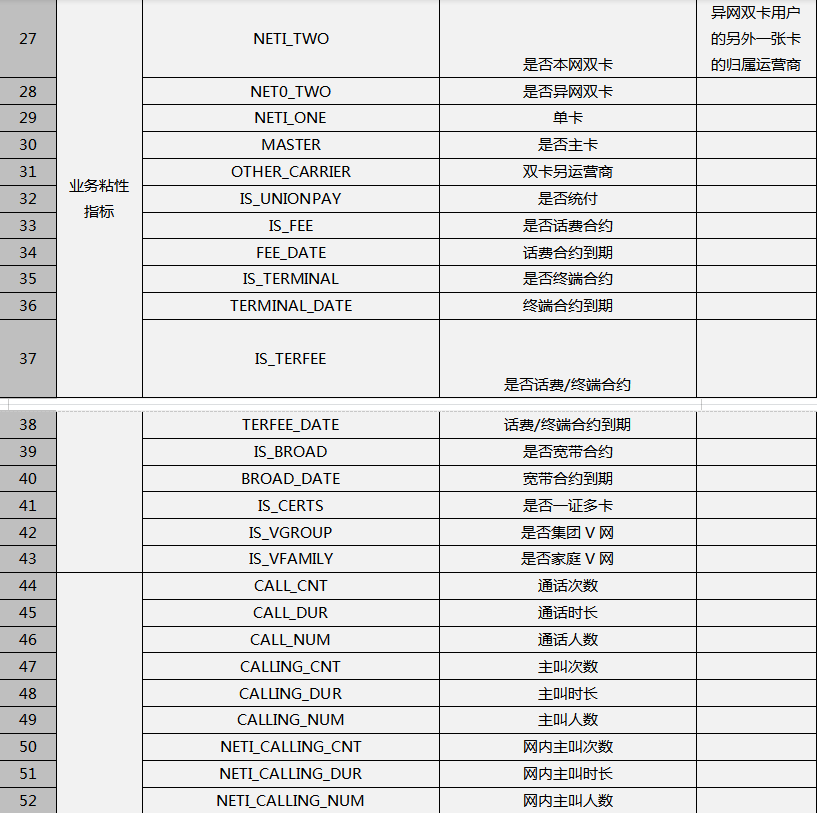 27 NETI_TWO 是否本网双卡 异网双卡用户
的另外一张卡
的归属运营商
28 NET0_TWO 是否异网双卡
29 NETI_ONE 单卡
30 MASTER 是否主卡
31 OTHER_CARRIER 双卡另运营商
业务粘性
指标
32 IS_UNIONPAY 是否统付
33 IS_FEE 是否话费合约
34 FEE_DATE 话费合约到期
35 IS_TERMINAL 是否终端合约
36 TERMINAL_DATE 终端合约到期
37 IS_TERFEE 是否话费/终端合约
38 TERFEE_DATE 话费/终端合约到期
39 IS_BROAD 是否宽带合约
40 BROAD_DATE 宽带合约到期
41 IS_CERTS 是否一证多卡
42 IS_VGROUP 是否集团 V 网
43 IS_VFAMILY 是否家庭 V 网
44 CALL_CNT 通话次数
45 CALL_DUR 通话时长
46 CALL_NUM 通话人数
47 CALLING_CNT 主叫次数
48 CALLING_DUR 主叫时长
49 CALLING_NUM 主叫人数
50 NETI_CALLING_CNT 网内主叫次数
51 NETI_CALLING_DUR 网内主叫时长
52 NETI_CALLING_NUM 网内主叫人数